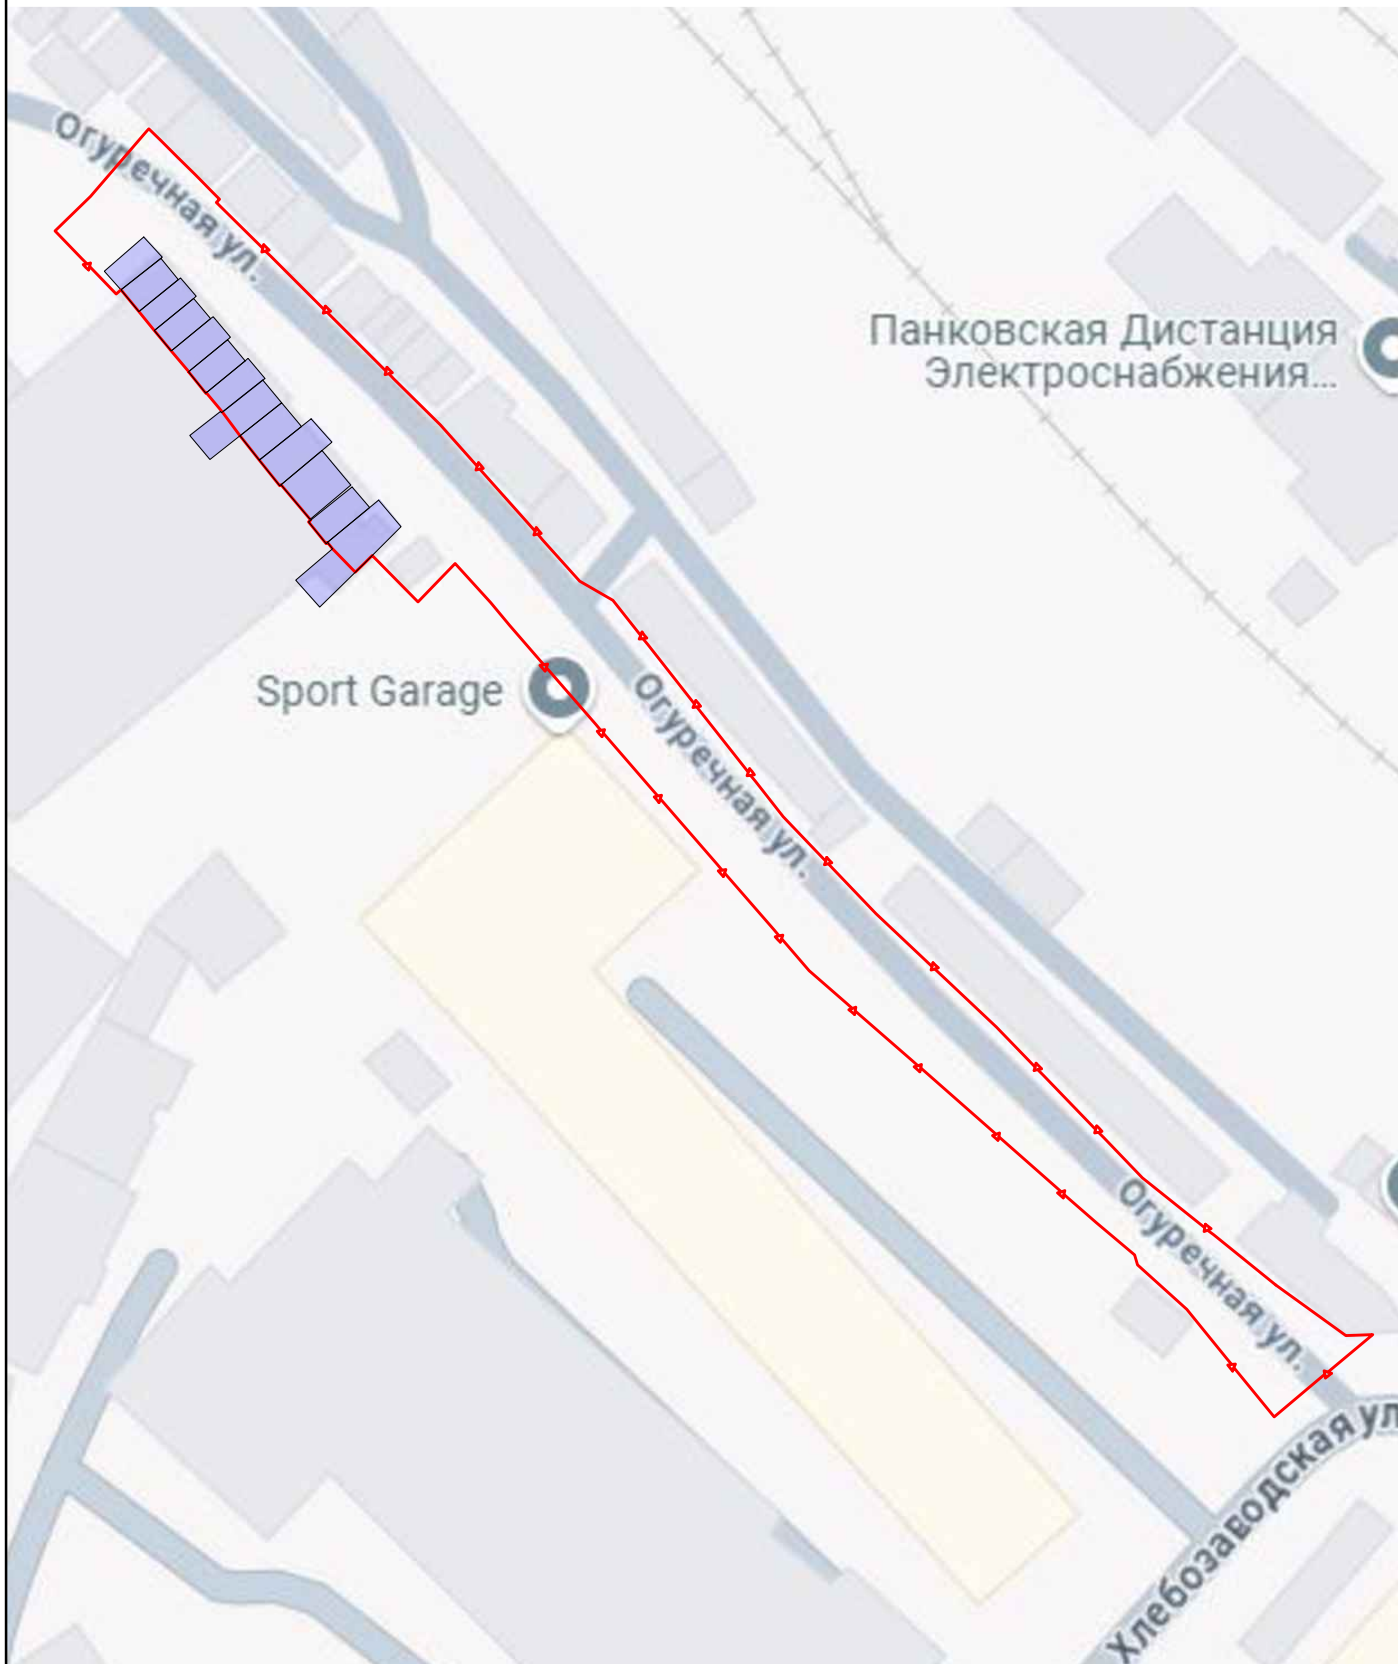 Огуречная ул.
Панковская Дистанция
Электроснабжения...
Sport Garage
Огуречная ул.
Огуречная ул.
Хлебозаводская ул